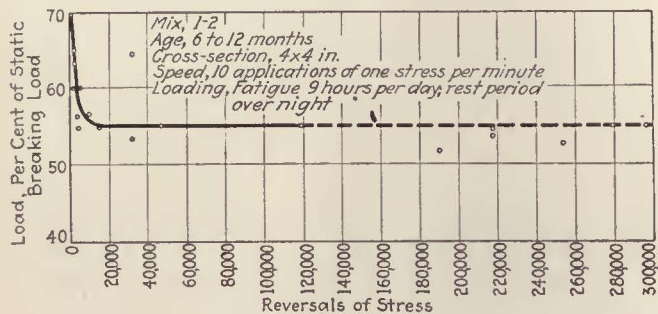 Load, Per Cent of Static
Breaking Load
70
60
50
40
Mix, 1-2
Age, 6 to 12 months
Cross-section, 4x4 in.
Speed, 10 applications of one stress per minute
Loading, Fatigue, 9 hours per day; rest period
over night
0
20,000
40,000
60,000
80,000
100,000
120,000
140,000
160,000
180,000
200,000
220,000
240,000
260,000
280,000
300,000
Reversals of Stress